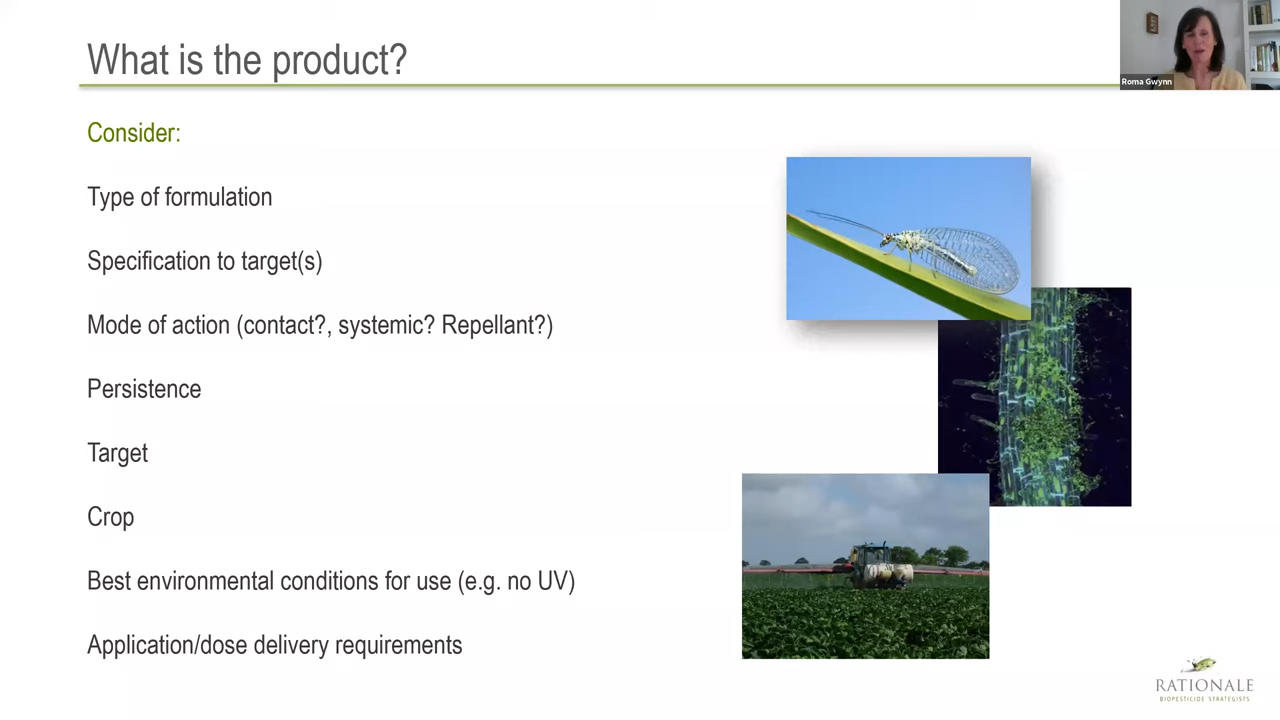 What is the product?
Roma Gwynn
Consider:
Type of formulation
Specification to target(s)
Mode of action (contact?, systemic? Repellant?)
Persistence
Target
Crop
Best environmental conditions for use (e.g. no UV)
Application/dose delivery requirements
RATIONALE
BIOPESTICIDE STRATEGISTS